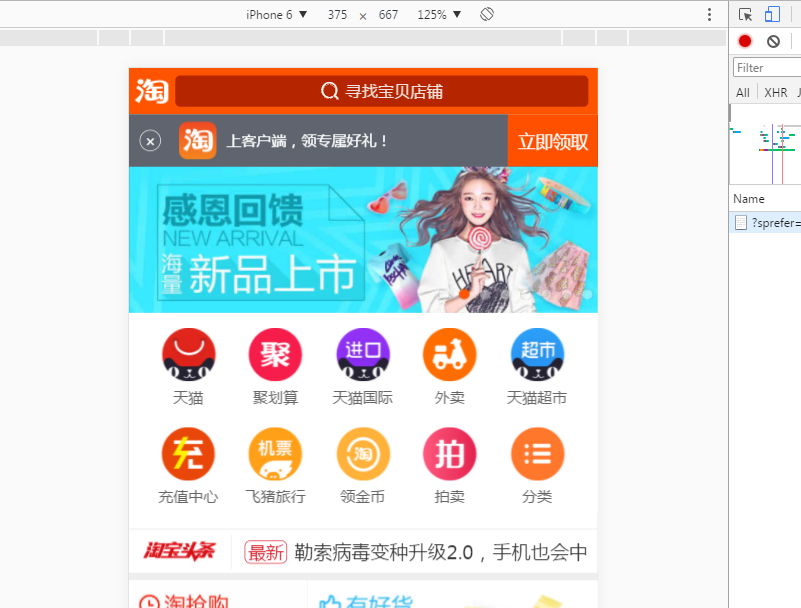 iPhone 6 ▼ 375 × 667 125% ▼
Filter
All XHR J
Name
?sprefer=
淘 寻找宝贝店铺
× 淘 上客户端，领专属好礼！ 立即领取
感恩回馈
NEW ARRIVAL
海量 新品上市
HEART
聚 进口 超市
天猫 聚划算 天猫国际 外卖 天猫超市
充 机票 淘 拍
充值中心 飞猪旅行 领金币 拍卖 分类
淘宝头条 最新 勒索病毒变种升级2.0，手机也会中
淘抢购 有好货